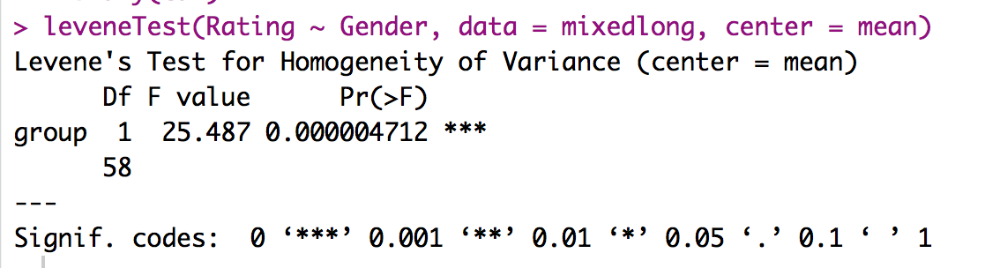 > leveneTest(Rating ~ Gender, data = mixedlong, center = mean)
Levene's Test for Homogeneity of Variance (center = mean)
Df F value Pr(>F)
group 1 25.487 0.000004712 ***
58
---
Signif. codes: 0 ‘***’ 0.001 ‘**’ 0.01 ‘*’ 0.05 ‘.’ 0.1 ‘ ’ 1